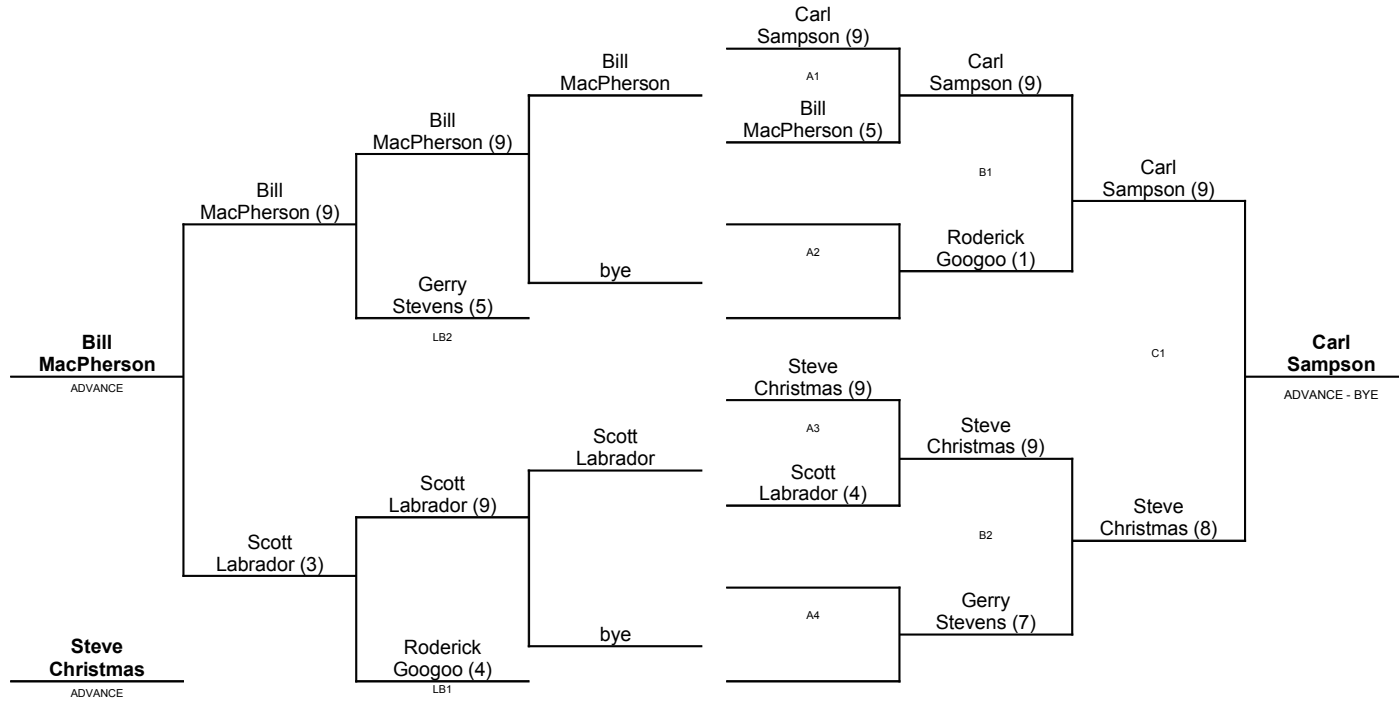 Carl
Sampson (9)
Bill
MacPherson
Carl
Sampson (9)
A1
Bill
MacPherson (5)
Bill
MacPherson (9)
Carl
Sampson (9)
B1
Bill
MacPherson (9)
Roderick
Googoo (1)
A2
bye
Gerry
Stevens (5)
LB2
Bill
MacPherson
ADVANCE
C1
Carl
Sampson
ADVANCE - BYE
Steve
Christmas (9)
A3
Scott
Labrador
Steve
Christmas (9)
Scott
Labrador (4)
Scott
Labrador (9)
Steve
Christmas (8)
B2
Scott
Labrador (3)
Gerry
Stevens (7)
A4
bye
Steve
Christmas
ADVANCE
Roderick
Googoo (4)
LB1